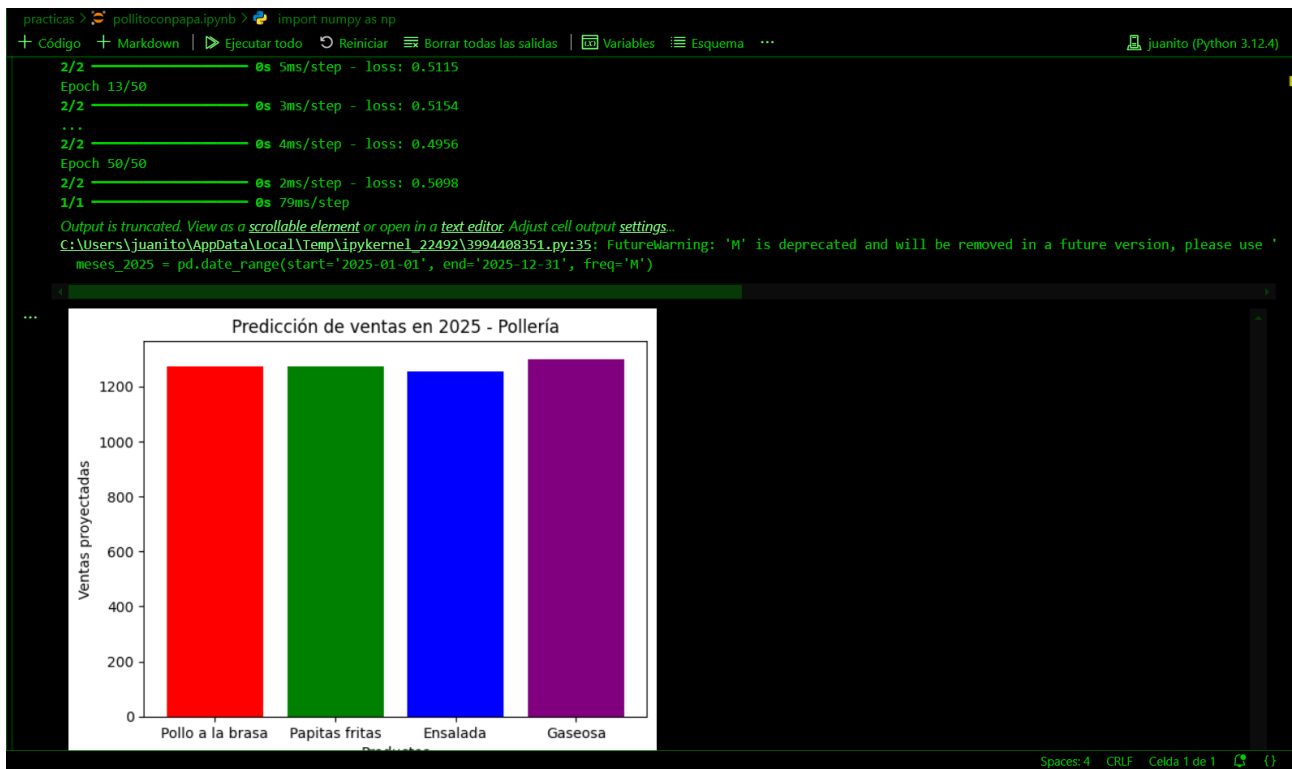 practicas > pollitoconpapa.ipynb > import numpy as np
+ Código + Markdown | Ejecutar todo Reiniciar Borrar todas las salidas | Variables Esquema ... juanito (Python 3.12.4)
2/2 ━━━━━━━━━━━━━━━━━━━━ 0s 5ms/step - loss: 0.5115
Epoch 13/50
2/2 ━━━━━━━━━━━━━━━━━━━━ 0s 3ms/step - loss: 0.5154
...
2/2 ━━━━━━━━━━━━━━━━━━━━ 0s 4ms/step - loss: 0.4956
Epoch 50/50
2/2 ━━━━━━━━━━━━━━━━━━━━ 0s 2ms/step - loss: 0.5098
1/1 ━━━━━━━━━━━━━━━━━━━━ 0s 79ms/step
Output is truncated. View as a scrollable element or open in a text editor. Adjust cell output settings...
C:\Users\juanito\AppData\Local\Temp\ipykernel_22492\3994408351.py:35: FutureWarning: 'M' is deprecated and will be removed in a future version, please use '
meses_2025 = pd.date_range(start='2025-01-01', end='2025-12-31', freq='M')
...
Predicción de ventas en 2025 - Pollería
Ventas proyectadas
1200
1000
800
600
400
200
0
Pollo a la brasa Papitas fritas Ensalada Gaseosa
Spaces: 4 CRLF Celda 1 de 1 {}